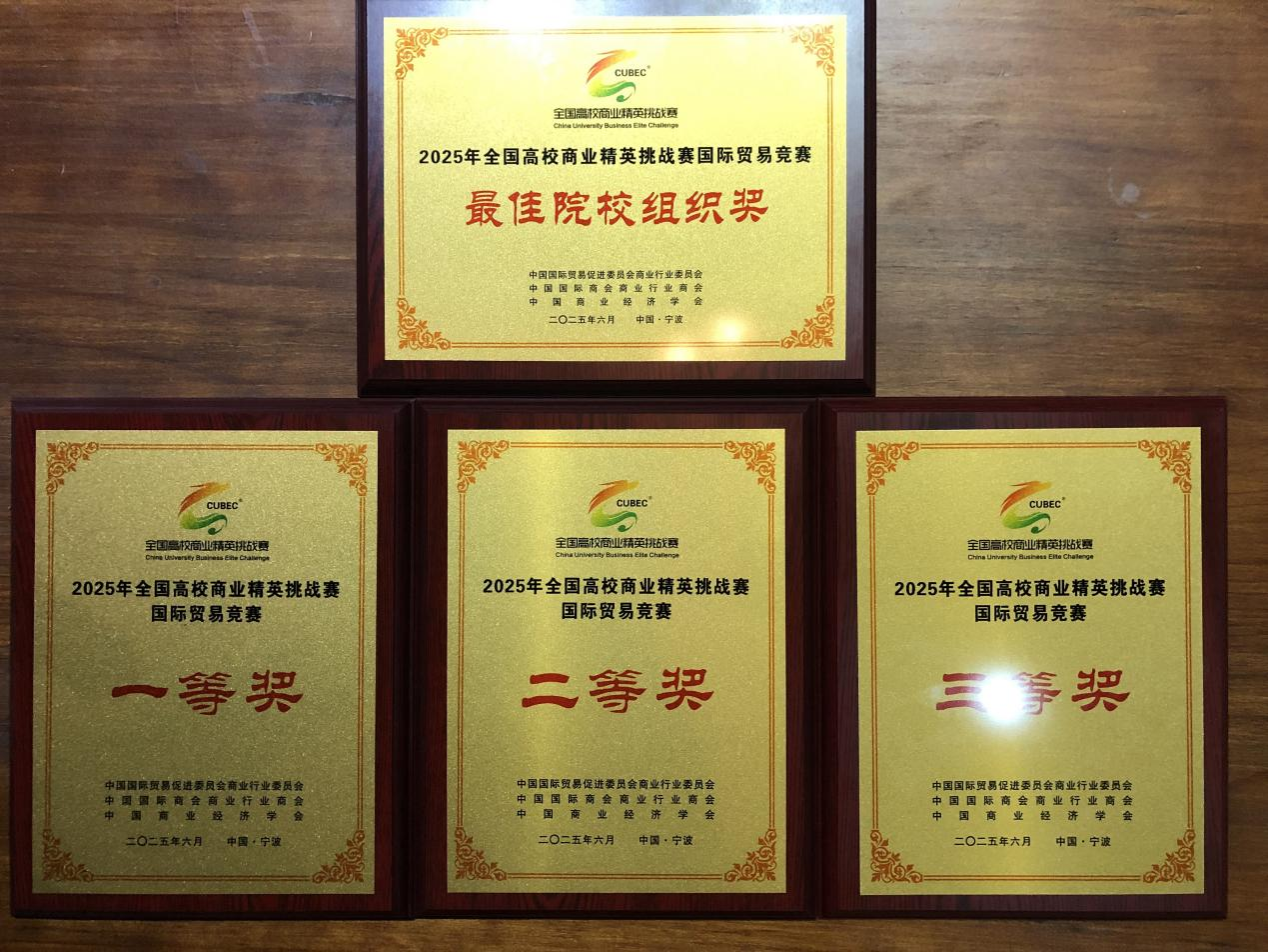 CUBEC®
全国高校商业精英挑战赛
China University Business Elite Challenge
2025年全国高校商业精英挑战赛国际贸易竞赛
最佳院校组织奖
中国国际贸易促进委员会商业行业委员会
中国国际商会商业行业商会
中国商业经济学会
二〇二五年六月 中国·宁波
CUBEC®
全国高校商业精英挑战赛
China University Business Elite Challenge
2025年全国高校商业精英挑战赛
国际贸易竞赛
一等奖
中国国际贸易促进委员会商业行业委员会
中国国际商会商业行业商会
中国商业经济学会
二〇二五年六月 中国·宁波
CUBEC®
全国高校商业精英挑战赛
China University Business Elite Challenge
2025年全国高校商业精英挑战赛
国际贸易竞赛
二等奖
中国国际贸易促进委员会商业行业委员会
中国国际商会商业行业商会
中国商业经济学会
二〇二五年六月 中国·宁波
CUBEC®
全国高校商业精英挑战赛
China University Business Elite Challenge
2025年全国高校商业精英挑战赛
国际贸易竞赛
三等奖
中国国际贸易促进委员会商业行业委员会
中国国际商会商业行业商会
中国商业经济学会
二〇二五年六月 中国·宁波